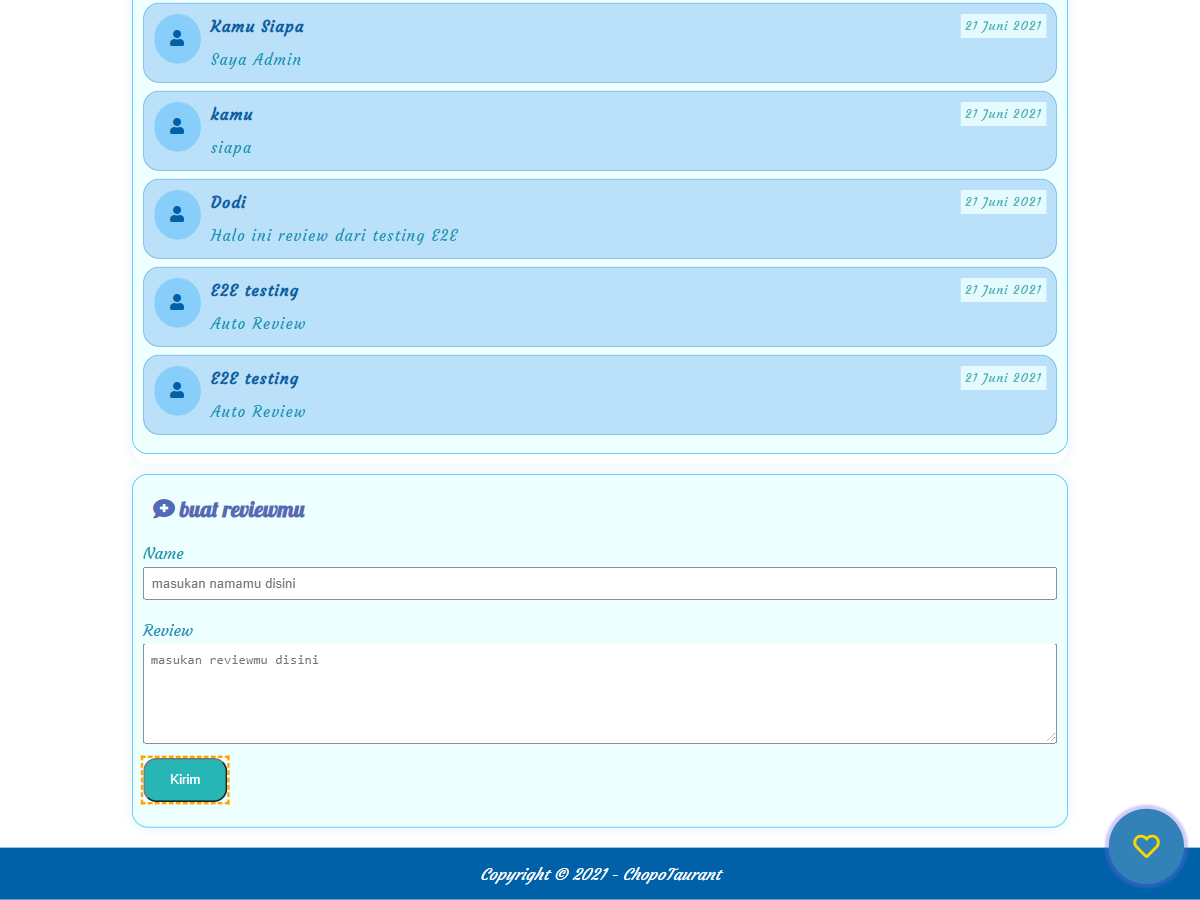 Kamu Siapa
21 Juni 2021
Saya Admin
kamu
21 Juni 2021
siapa
Dodi
21 Juni 2021
Halo ini review dari testing E2E
E2E testing
21 Juni 2021
Auto Review
E2E testing
21 Juni 2021
Auto Review
buat reviewmu
Name
masukan namamu disini
Review
masukan reviewmu disini
Kirim
Copyright © 2021 - ChopoTaurant